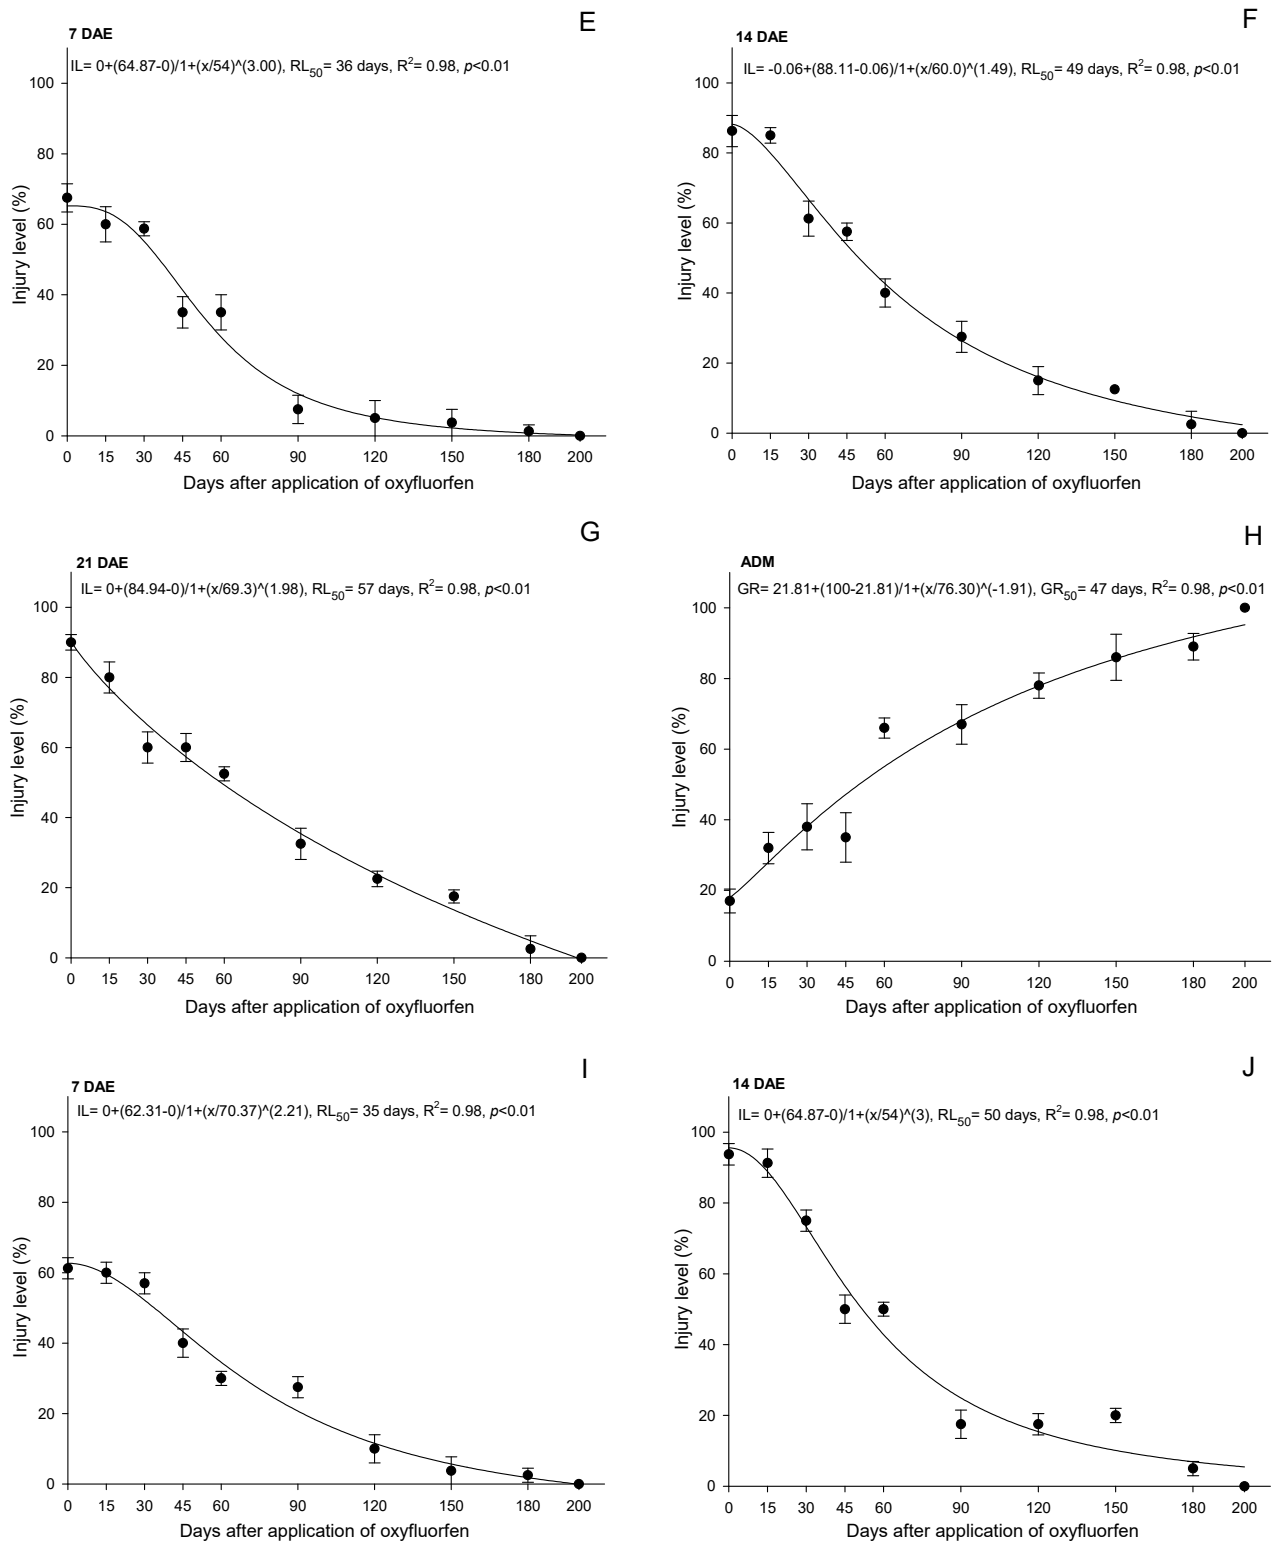 E
7 DAE
IL= 0+(64.87-0)/1+(x/54)^(3.00), RL50= 36 days, R2= 0.98, p<0.01
100
80
60
40
20
0
Injury level (%)
0 15 30 45 60 90 120 150 180 200
Days after application of oxyfluorfen
F
14 DAE
IL= -0.06+(88.11-0.06)/1+(x/60.0)^(1.49), RL50= 49 days, R2= 0.98, p<0.01
100
80
60
40
20
0
Injury level (%)
0 15 30 45 60 90 120 150 180 200
Days after application of oxyfluorfen
G
21 DAE
IL= 0+(84.94-0)/1+(x/69.3)^(1.98), RL50= 57 days, R2= 0.98, p<0.01
100
80
60
40
20
0
Injury level (%)
0 15 30 45 60 90 120 150 180 200
Days after application of oxyfluorfen
H
ADM
GR= 21.81+(100-21.81)/1+(x/76.30)^(-1.91), GR50= 47 days, R2= 0.98, p<0.01
100
80
60
40
20
0
Injury level (%)
0 15 30 45 60 90 120 150 180 200
Days after application of oxyfluorfen
I
7 DAE
IL= 0+(62.31-0)/1+(x/70.37)^(2.21), RL50= 35 days, R2= 0.98, p<0.01
100
80
60
40
20
0
Injury level (%)
0 15 30 45 60 90 120 150 180 200
Days after application of oxyfluorfen
J
14 DAE
IL= 0+(64.87-0)/1+(x/54)^(3), RL50= 50 days, R2= 0.98, p<0.01
100
80
60
40
20
0
Injury level (%)
0 15 30 45 60 90 120 150 180 200
Days after application of oxyfluorfen